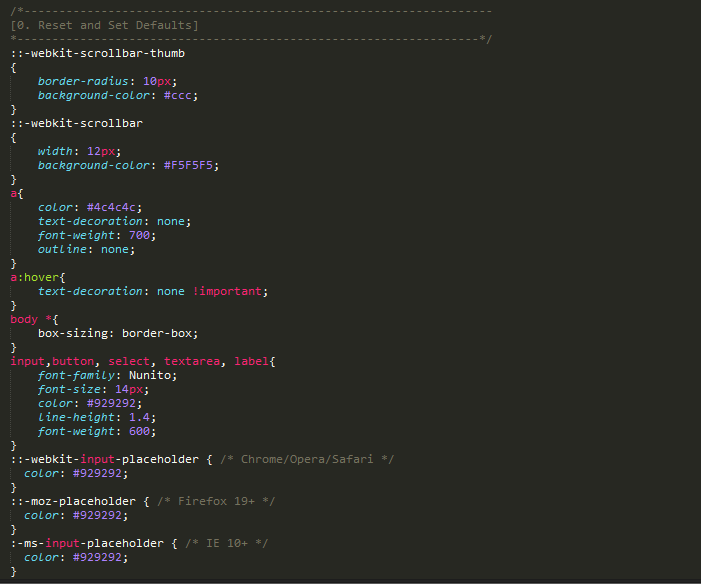 /*-------------------------------------------------------------------
[0. Reset and Set Defaults]
*------------------------------------------------------------------*/
::-webkit-scrollbar-thumb
{
    border-radius: 10px;
    background-color: #ccc;
}
::-webkit-scrollbar
{
    width: 12px;
    background-color: #F5F5F5;
}
a{
    color: #4c4c4c;
    text-decoration: none;
    font-weight: 700;
    outline: none;
}
a:hover{
    text-decoration: none !important;
}
body *{
    box-sizing: border-box;
}
input,button, select, textarea, label{
    font-family: Nunito;
    font-size: 14px;
    color: #929292;
    line-height: 1.4;
    font-weight: 600;
}
::-webkit-input-placeholder { /* Chrome/Opera/Safari */
  color: #929292;
}
::-moz-placeholder { /* Firefox 19+ */
  color: #929292;
}
:-ms-input-placeholder { /* IE 10+ */
  color: #929292;
}